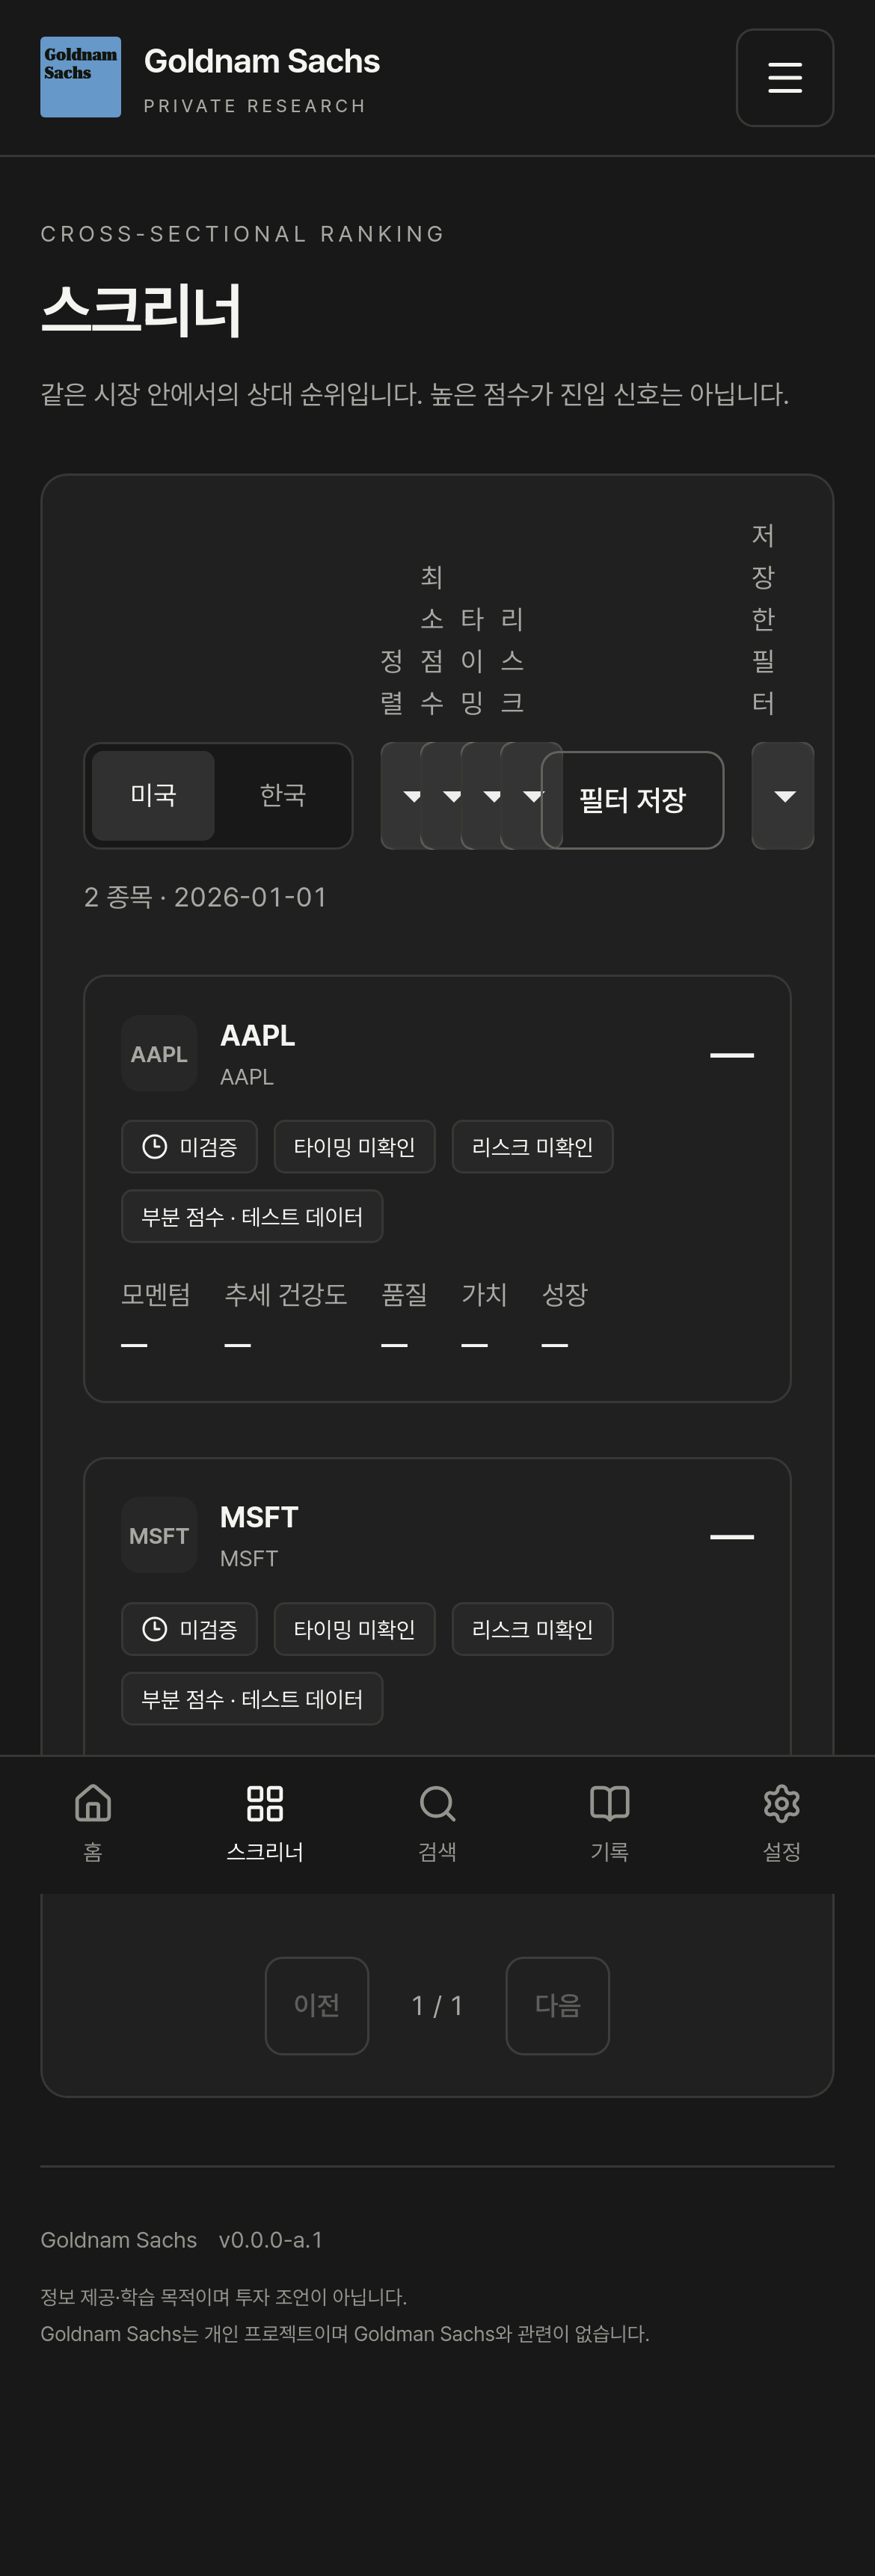 Goldnam
Sachs
Goldnam Sachs
PRIVATE RESEARCH
CROSS-SECTIONAL RANKING
스크리너
같은 시장 안에서의 상대 순위입니다. 높은 점수가 진입 신호는 아닙니다.
미국
한국
정렬
최소점수
타이밍
리스크
필터 저장
저장한필터
2 종목 · 2026-01-01
AAPL
AAPL
AAPL
—
미검증
타이밍 미확인
리스크 미확인
부분 점수 · 테스트 데이터
모멘텀 추세 건강도 품질 가치 성장
— — — — —
MSFT
MSFT
MSFT
—
미검증
타이밍 미확인
리스크 미확인
부분 점수 · 테스트 데이터
홈
스크리너
검색
기록
설정
이전
1 / 1
다음
Goldnam Sachs v0.0.0-a.1
정보 제공·학습 목적이며 투자 조언이 아닙니다.
Goldnam Sachs는 개인 프로젝트이며 Goldman Sachs와 관련이 없습니다.